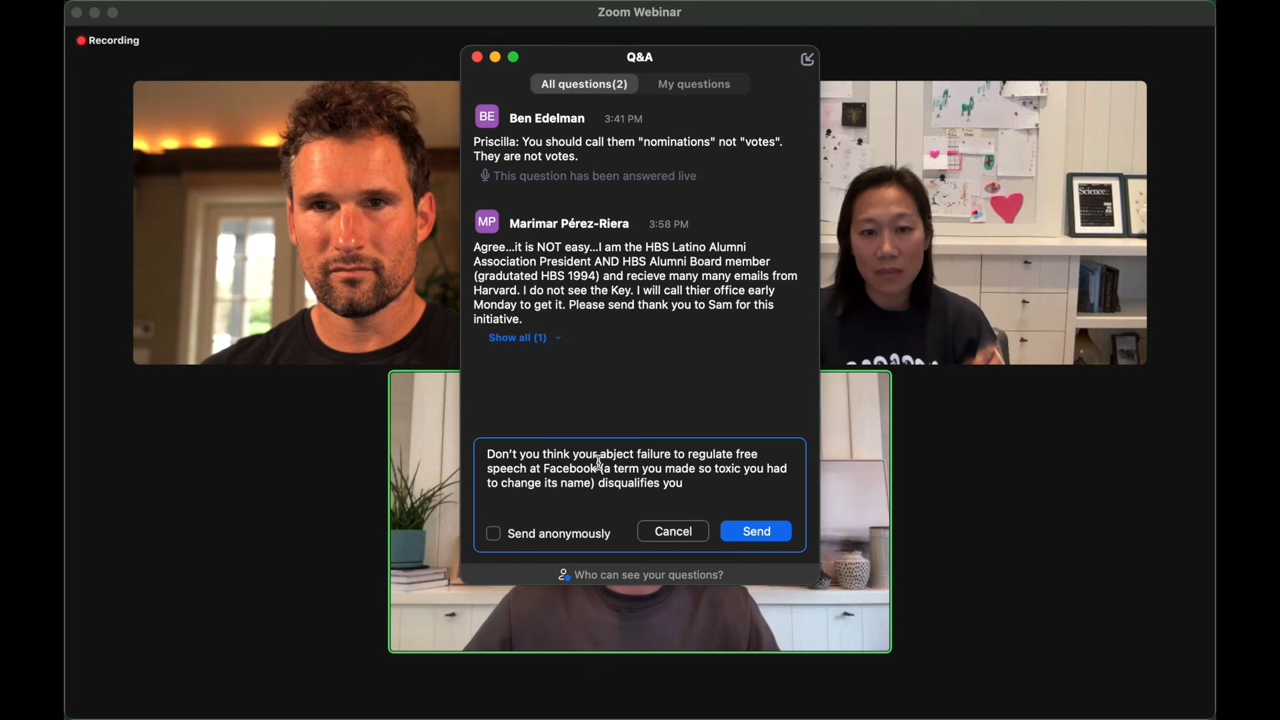 Zoom Webinar
Recording
Q&A
All questions(2)
My questions
BE
Ben Edelman
3:41 PM
Priscilla: You should call them "nominations" not "votes".
They are not votes.
This question has been answered live
MP
Marimar Pérez-Riera
3:58 PM
Agree...it is NOT easy...I am the HBS Latino Alumni
Association President AND HBS Alumni Board member
(gradutated HBS 1994) and recieve many many emails from
Harvard. I do not see the Key. I will call thier office early
Monday to get it. Please send thank you to Sam for this
initiative.
Show all (1)
Don't you think your abject failure to regulate free
speech at Facebook (a term you made so toxic you had
to change its name) disqualifies you
Send anonymously
Cancel
Send
Who can see your questions?
Science